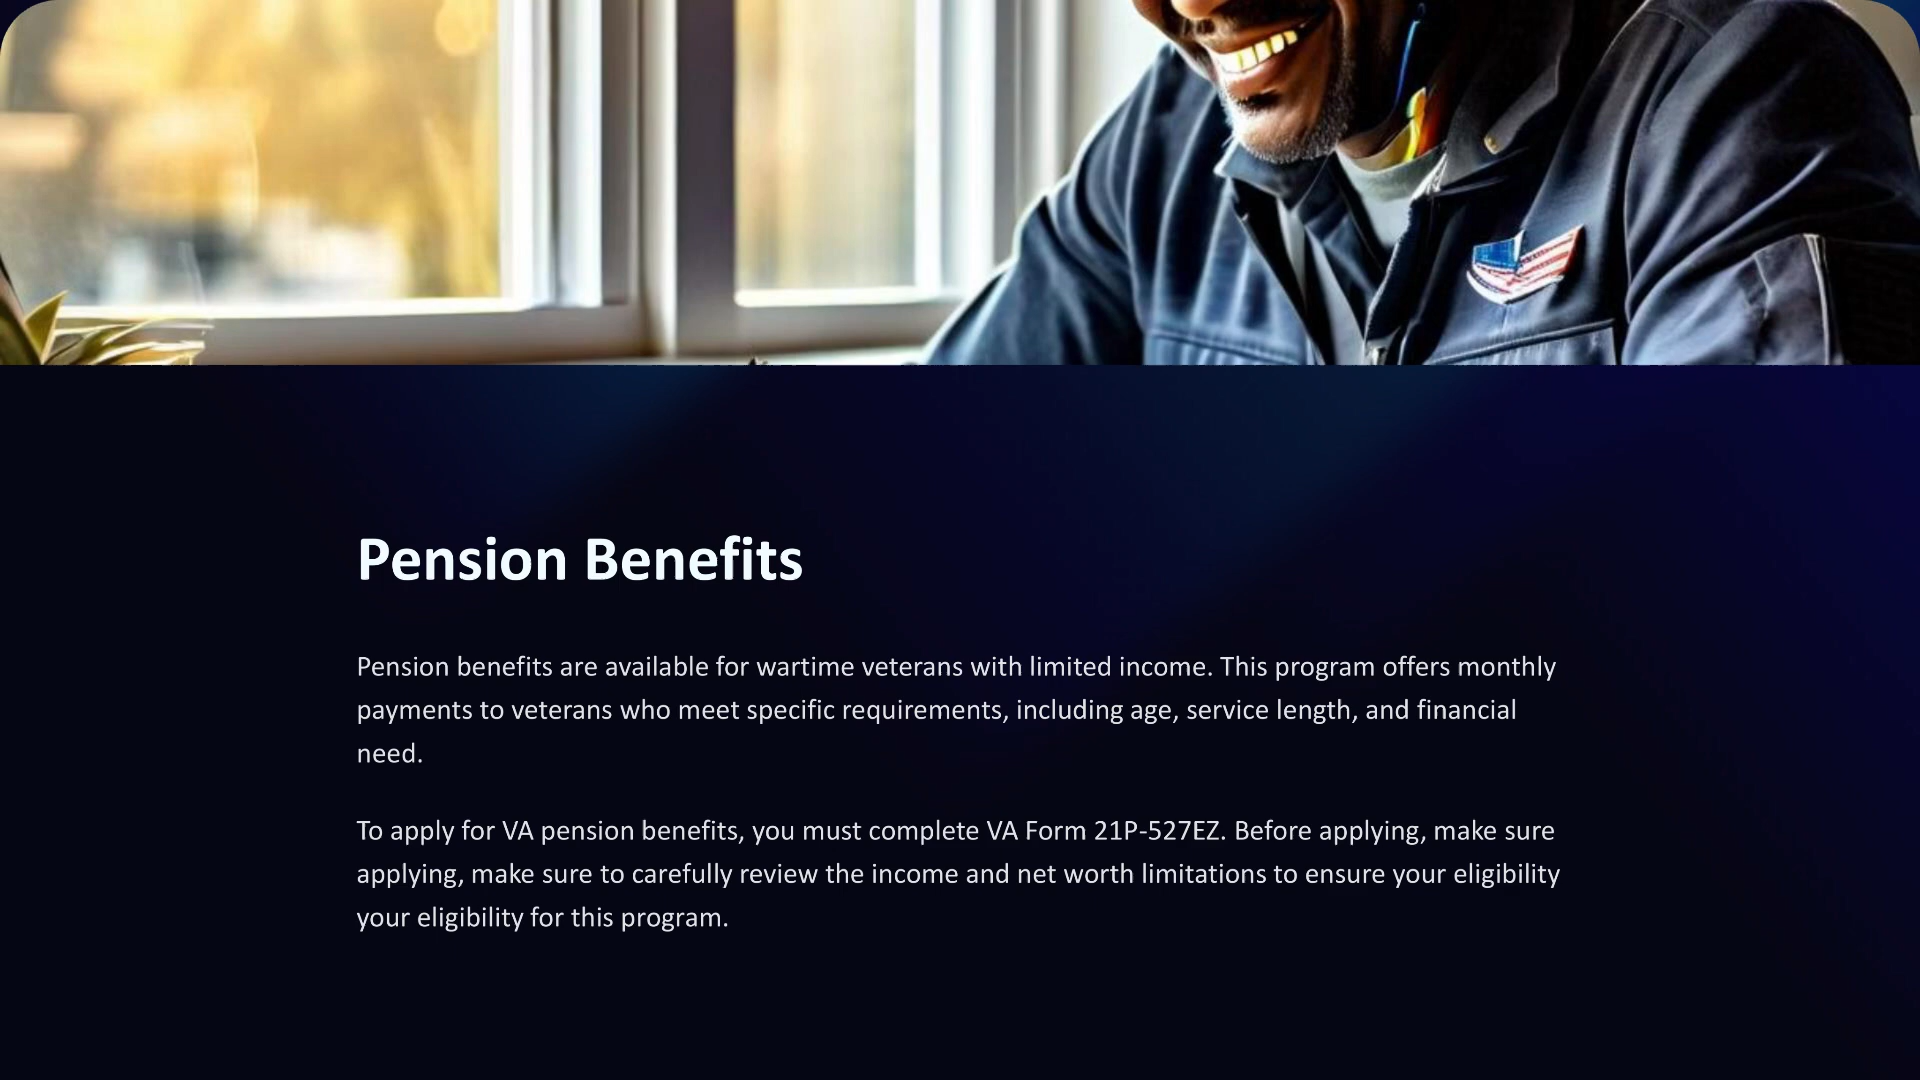 Pension Benefits
Pension benefits are available for wartime veterans with limited income. This program offers monthly
payments to veterans who meet specific requirements, including age, service length, and financial
need.
To apply for VA pension benefits, you must complete VA Form 21P-527EZ. Before applying, make sure
applying, make sure to carefully review the income and net worth limitations to ensure your eligibility
your eligibility for this program.